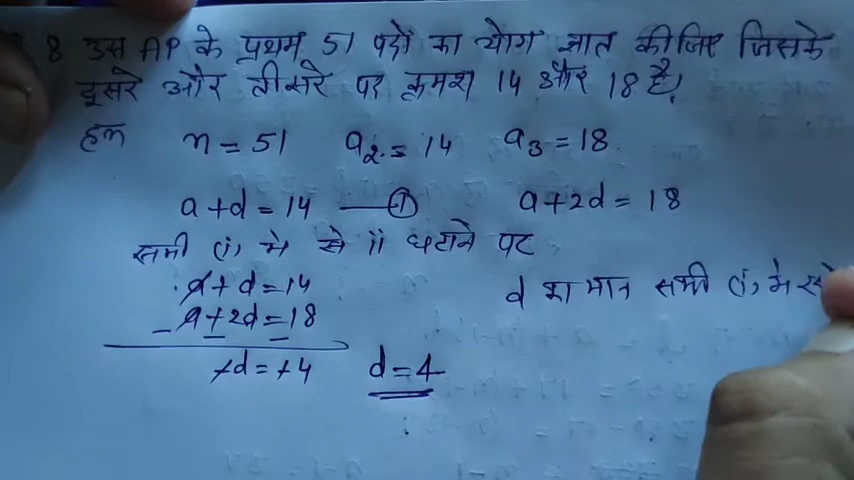 8 उस AP के प्रथम 51 पदो का योग ज्ञात कीजिए जिसके
दूसरे और तीसरे पद क्रमश 14 और 18 है।
हल n = 51 a₂ = 14 a₃ = 18
a + d = 14 —① a + 2d = 18
समी (i) मे से ii घटाने पर
a + d = 14 d का मान समी (i) मे
- a + 2d = 18
- -
-d = -4 d = 4